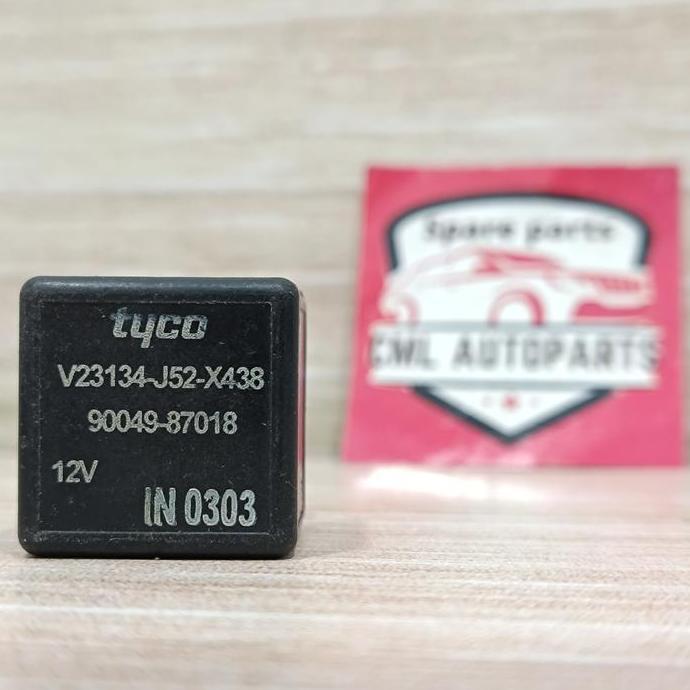 tyco
V23134-J52-X438
90049-87018
12V
IN 0303
Spare parts
CML AUTOPARTS